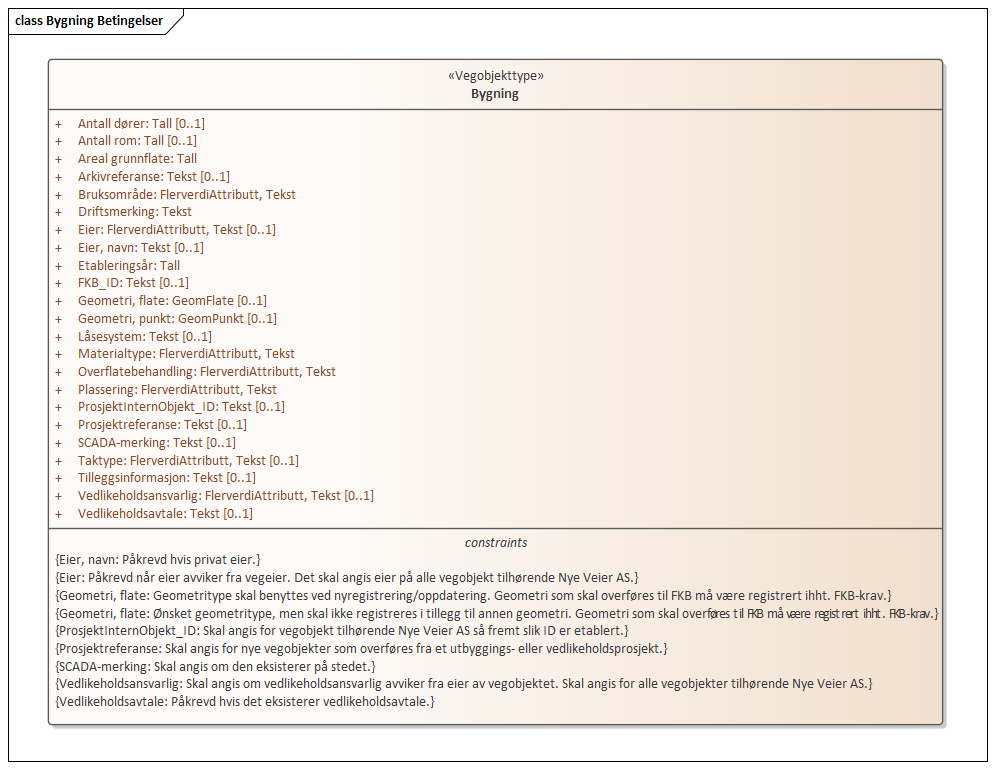 class Bygning Betingelser
«Vegobjekttype»
Bygning
+ Antall dører: Tall [0..1]
+ Antall rom: Tall [0..1]
+ Areal grunnflate: Tall
+ Arkivreferanse: Tekst [0..1]
+ Bruksområde: FlerverdiAttributt, Tekst
+ Driftsmerking: Tekst
+ Eier: FlerverdiAttributt, Tekst [0..1]
+ Eier, navn: Tekst [0..1]
+ Etableringsår: Tall
+ FKB_ID: Tekst [0..1]
+ Geometri, flate: GeomFlate [0..1]
+ Geometri, punkt: GeomPunkt [0..1]
+ Låsesystem: Tekst [0..1]
+ Materialtype: FlerverdiAttributt, Tekst
+ Overflatebehandling: FlerverdiAttributt, Tekst
+ Plassering: FlerverdiAttributt, Tekst
+ ProsjektInternObjekt_ID: Tekst [0..1]
+ Prosjektreferanse: Tekst [0..1]
+ SCADA-merking: Tekst [0..1]
+ Taktype: FlerverdiAttributt, Tekst [0..1]
+ Tilleggsinformasjon: Tekst [0..1]
+ Vedlikeholdsansvarlig: FlerverdiAttributt, Tekst [0..1]
+ Vedlikeholdsavtale: Tekst [0..1]
constraints
{Eier, navn: Påkrevd hvis privat eier.}
{Eier: Påkrevd når eier avviker fra vegeier. Det skal angis eier på alle vegobjekt tilhørende Nye Veier AS.}
{Geometri, flate: Geometritype skal benyttes ved nyregistrering/oppdatering. Geometri som skal overføres til FKB må være registrert ihht. FKB-krav.}
{Geometri, flate: Ønsket geometritype, men skal ikke registreres i tillegg til annen geometri. Geometri som skal overføres til FKB må være registrert ihht. FKB-krav.}
{ProsjektInternObjekt_ID: Skal angis for vegobjekt tilhørende Nye Veier AS så fremt slik ID er etablert.}
{Prosjektreferanse: Skal angis for nye vegobjekter som overføres fra et utbyggings- eller vedlikeholdsprosjekt.}
{SCADA-merking: Skal angis om den eksisterer på stedet.}
{Vedlikeholdsansvarlig: Skal angis om vedlikeholdsansvarlig avviker fra eier av vegobjektet. Skal angis for alle vegobjekter tilhørende Nye Veier AS.}
{Vedlikeholdsavtale: Påkrevd hvis det eksisterer vedlikeholdsavtale.}